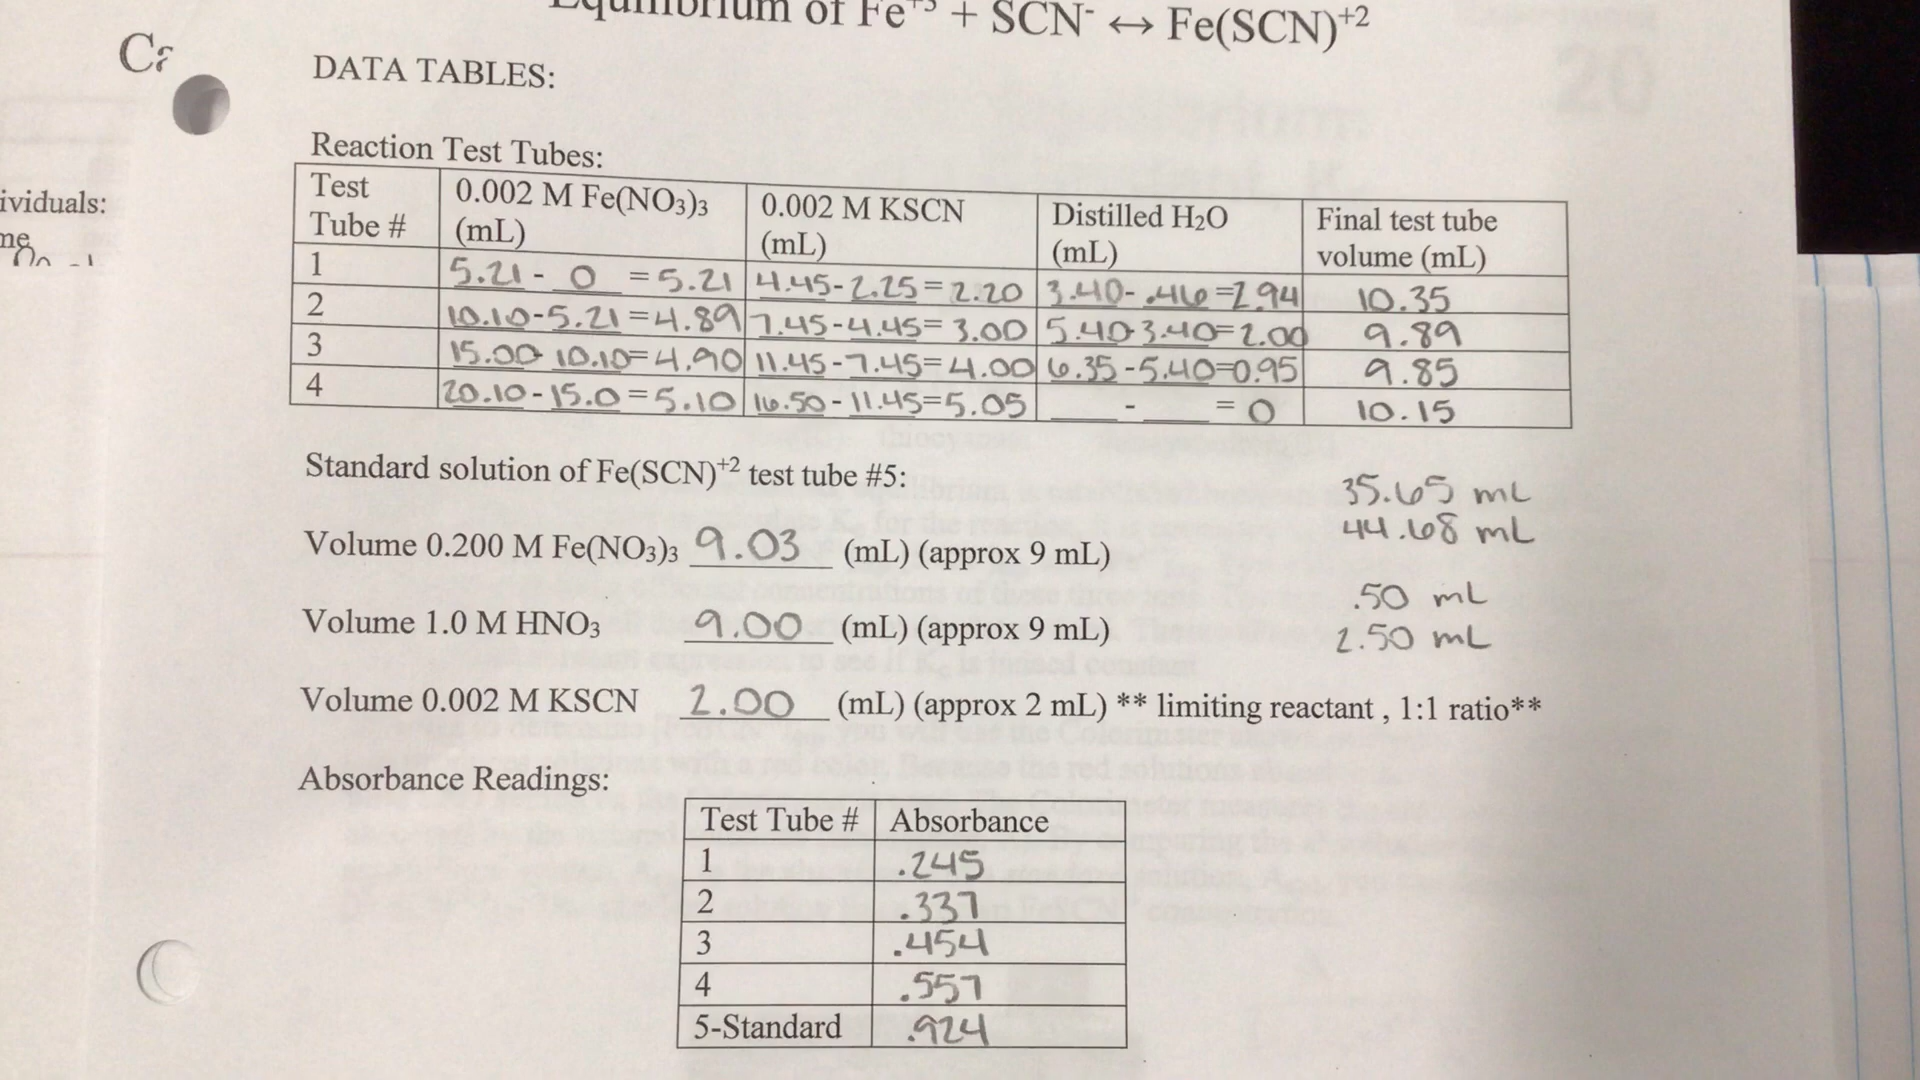 Equilibrium of Fe+3 + SCN- ↔ Fe(SCN)+2
DATA TABLES:
Reaction Test Tubes:
Test Tube # 0.002 M Fe(NO3)3 (mL) 0.002 M KSCN (mL) Distilled H2O (mL) Final test tube volume (mL)
1 5.21 - 0 = 5.21 4.45 - 2.25 = 2.20 3.40 - .46 = 2.94 10.35
2 10.10 - 5.21 = 4.89 7.45 - 4.45 = 3.00 5.40 - 3.40 = 2.00 9.89
3 15.00 - 10.10 = 4.90 11.45 - 7.45 = 4.00 6.35 - 5.40 = 0.95 9.85
4 20.10 - 15.0 = 5.10 16.50 - 11.45 = 5.05 ____ - ____ = 0 10.15
Standard solution of Fe(SCN)+2 test tube #5:
35.65 mL
44.68 mL
Volume 0.200 M Fe(NO3)3 9.03 (mL) (approx 9 mL)
.50 mL
2.50 mL
Volume 1.0 M HNO3 9.00 (mL) (approx 9 mL)
Volume 0.002 M KSCN 2.00 (mL) (approx 2 mL) ** limiting reactant , 1:1 ratio**
Absorbance Readings:
Test Tube # Absorbance
1 .245
2 .337
3 .454
4 .557
5-Standard .924
ividuals:
20